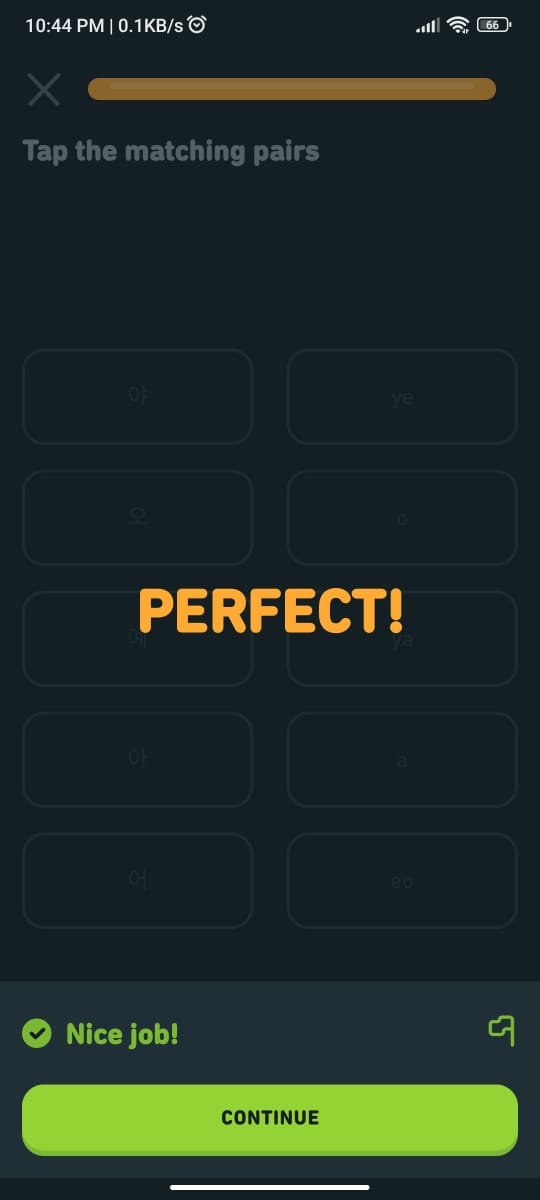 10:44 PM | 0.1KB/s
66
Tap the matching pairs
야 ye
오 o
예 ya
아 a
어 eo
PERFECT!
Nice job!
CONTINUE